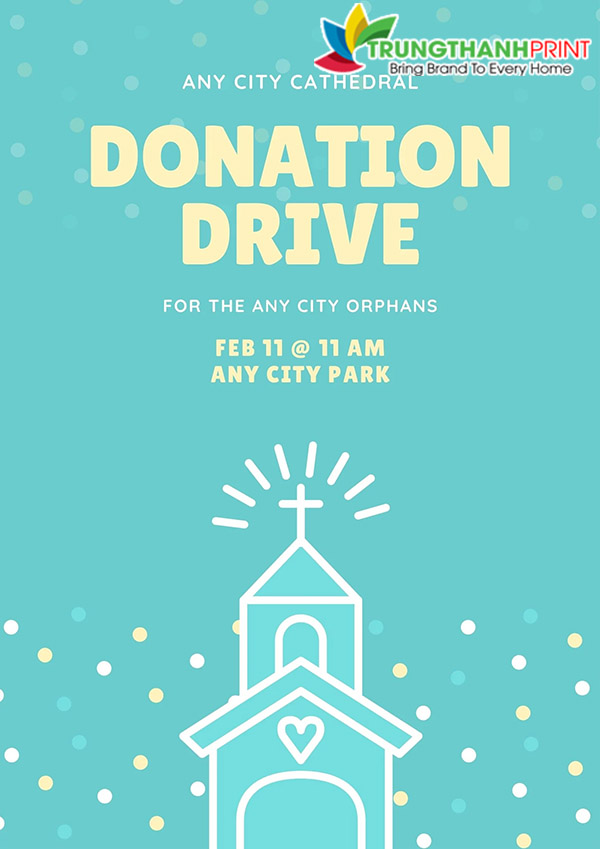 TRUNGTHANHPRINT
Bring Brand To Every Home
ANY CITY CATHEDRAL
DONATION
DRIVE
FOR THE ANY CITY ORPHANS
FEB 11 @ 11 AM
ANY CITY PARK